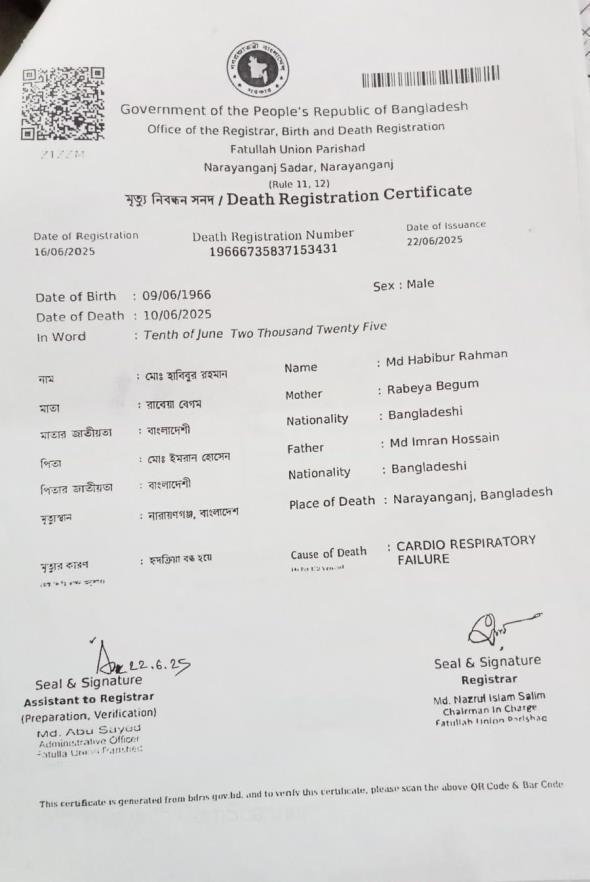 গণপ্রজাতন্ত্রী বাংলাদেশ সরকার
Z1ZZM
Government of the People's Republic of Bangladesh
Office of the Registrar, Birth and Death Registration
Fatullah Union Parishad
Narayanganj Sadar, Narayanganj
(Rule 11, 12)
মৃত্যু নিবন্ধন সনদ / Death Registration Certificate
Date of Registration Death Registration Number Date of Issuance
16/06/2025 19666735837153431 22/06/2025
Date of Birth : 09/06/1966 Sex : Male
Date of Death : 10/06/2025
In Word : Tenth of June Two Thousand Twenty Five
নাম : মোঃ হাবিবুর রহমান Name : Md Habibur Rahman
মাতা : রাবেয়া বেগম Mother : Rabeya Begum
মাতার জাতীয়তা : বাংলাদেশী Nationality : Bangladeshi
পিতা : মোঃ ইমরান হোসেন Father : Md Imran Hossain
পিতার জাতীয়তা : বাংলাদেশী Nationality : Bangladeshi
মৃত্যুস্থান : নারায়ণগঞ্জ, বাংলাদেশ Place of Death : Narayanganj, Bangladesh
মৃত্যুর কারণ : হৃদক্রিয়া বন্ধ হয়ে Cause of Death : CARDIO RESPIRATORY
FAILURE
22.6.25
Seal & Signature Seal & Signature
Assistant to Registrar Registrar
(Preparation, Verification) Md. Nazrul Islam Salim
Md. Abu Sayed Chairman In Charge
Administrative Officer Fatullah Union Parishad
Fatulla Union Parishad
This certificate is generated from bdris.gov.bd, and to verify this certificate, please scan the above QR Code & Bar Code